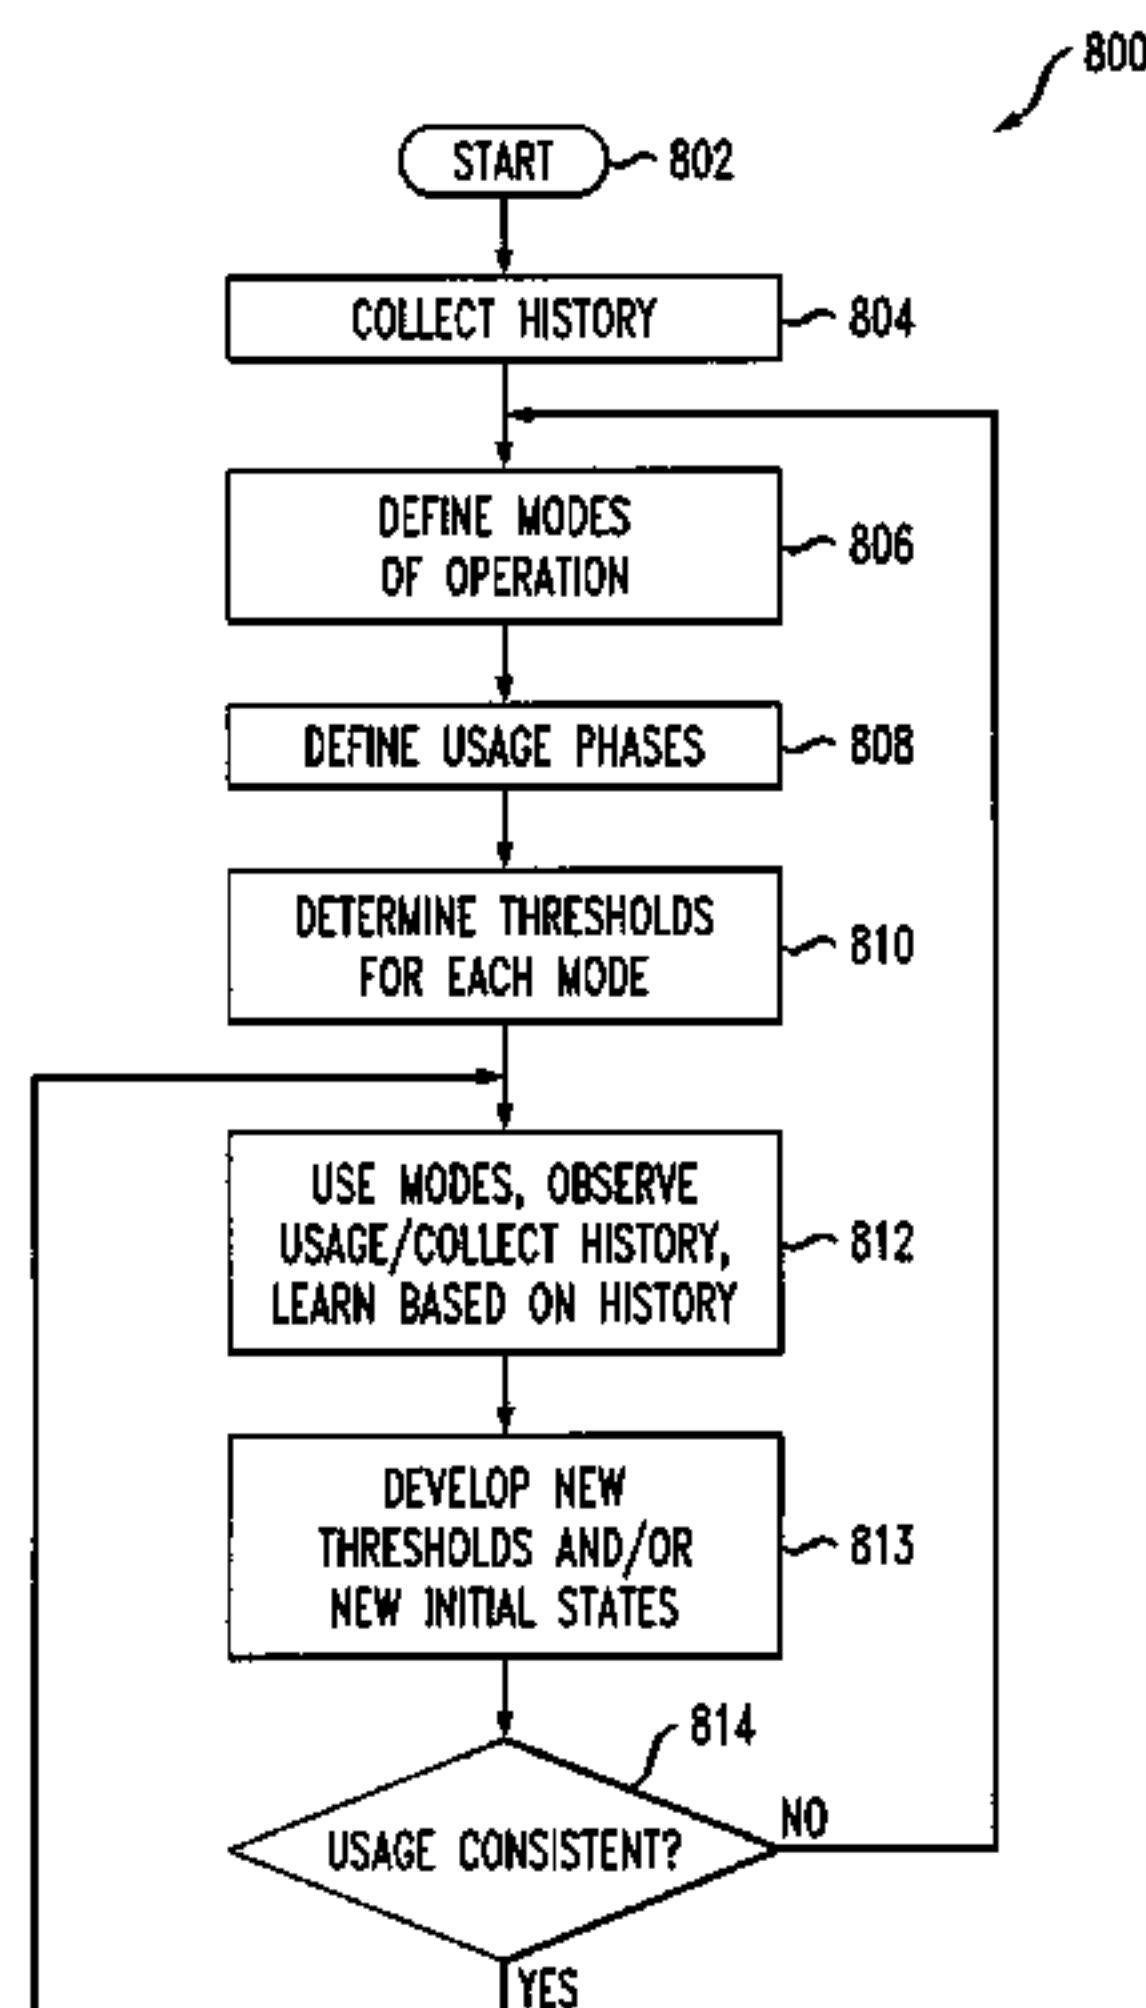 800
START
802
COLLECT HISTORY
804
DEFINE MODES
OF OPERATION
806
DEFINE USAGE PHASES
808
DETERMINE THRESHOLDS
FOR EACH MODE
810
USE MODES, OBSERVE
USAGE/COLLECT HISTORY,
LEARN BASED ON HISTORY
812
DEVELOP NEW
THRESHOLDS AND/OR
NEW INITIAL STATES
813
814
USAGE CONSISTENT?
NO
YES